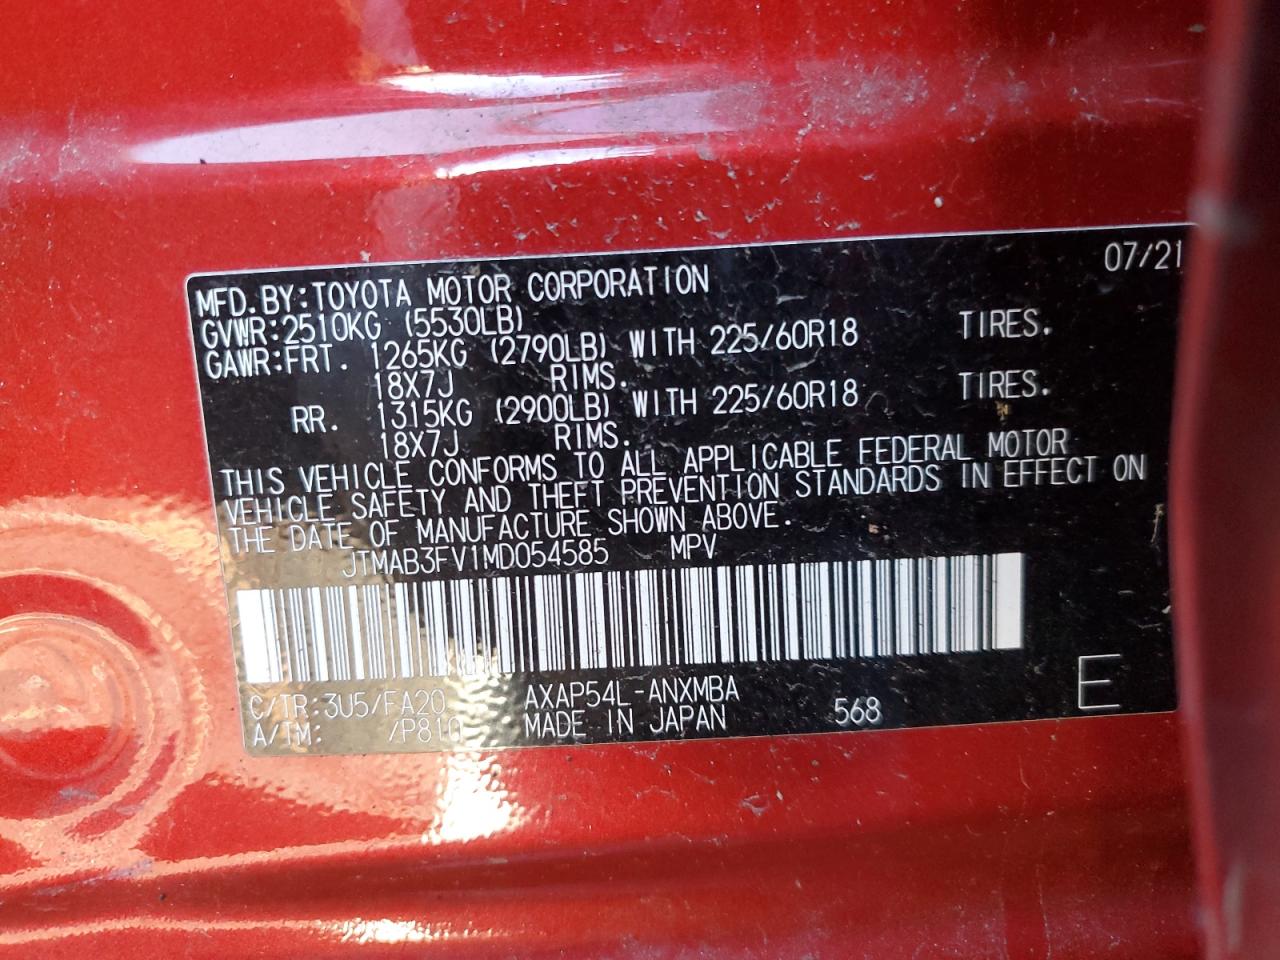 07/21
MFD. BY: TOYOTA MOTOR CORPORATION
GVWR: 2510KG (5530LB)
GAWR: FRT. 1265KG (2790LB) WITH 225/60R18 TIRES.
18X7J RIMS.
RR. 1315KG (2900LB) WITH 225/60R18 TIRES.
18X7J RIMS.
THIS VEHICLE CONFORMS TO ALL APPLICABLE FEDERAL MOTOR
VEHICLE SAFETY AND THEFT PREVENTION STANDARDS IN EFFECT ON
THE DATE OF MANUFACTURE SHOWN ABOVE.
JTMAB3FV1MD054585 MPV
C/TR: 3U5/FA20 AXAP54L-ANXMBA
A/TM: /P810 MADE IN JAPAN 568 E